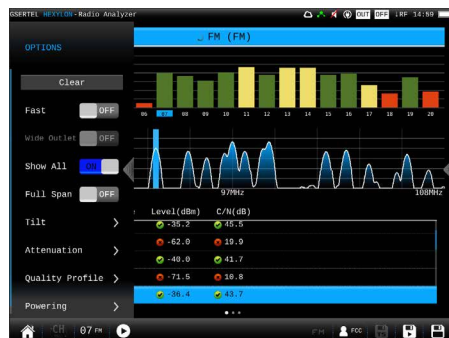 GSERTEL HEXYLON-Radio Analyzer OUT OFF RF 14:59
OPTIONS
FM (FM)
Clear
Fast OFF
Wide Outlet OFF
Show All ON
Full Span OFF
Tilt
Attenuation
Quality Profile
Powering
06 07 08 09 10 11 12 13 14 15 16 17 18 19 20
97MHz 108MHz
Level(dBm) C/N(dB)
-35.2 45.5
-62.0 19.9
-40.0 41.7
-71.5 10.8
-36.4 43.7
CH 07 FM FM FCC